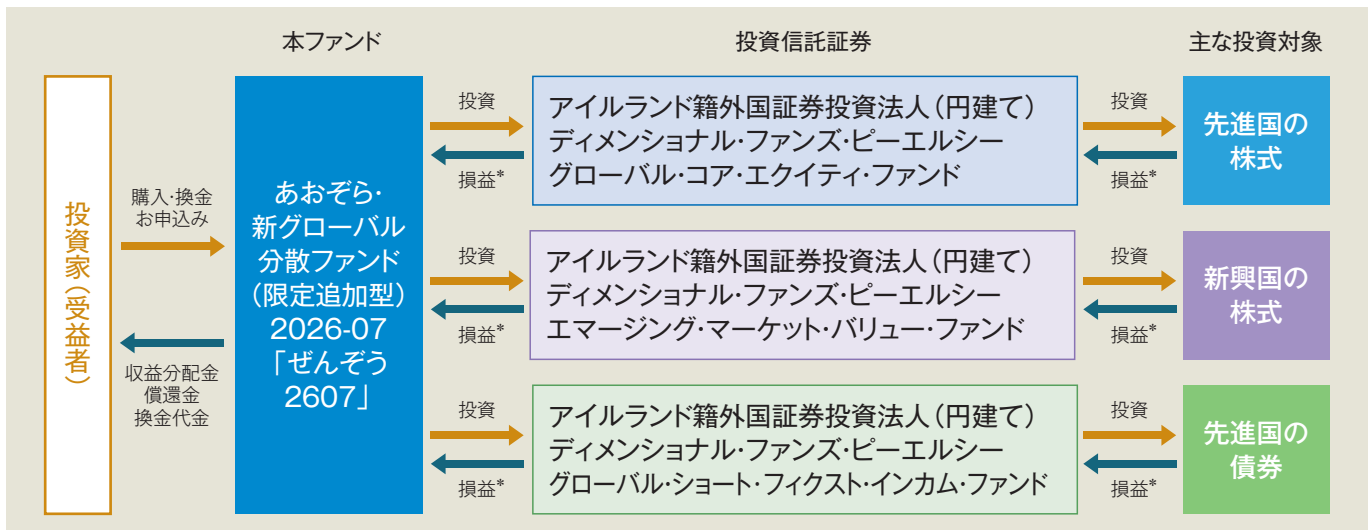 本ファンド
投資信託証券
主な投資対象
投資家（受益者）
購入・換金
お申込み
収益分配金
償還金
換金代金
あおぞら・
新グローバル
分散ファンド
（限定追加型）
2026-07
「ぜんぞう
2607」
投資
損益*
アイルランド籍外国証券投資法人（円建て）
ディメンショナル・ファンズ・ピーエルシー
グローバル・コア・エクイティ・ファンド
投資
損益*
先進国の
株式
投資
損益*
アイルランド籍外国証券投資法人（円建て）
ディメンショナル・ファンズ・ピーエルシー
エマージング・マーケット・バリュー・ファンド
投資
損益*
新興国の
株式
投資
損益*
アイルランド籍外国証券投資法人（円建て）
ディメンショナル・ファンズ・ピーエルシー
グローバル・ショート・フィクスト・インカム・ファンド
投資
損益*
先進国の
債券